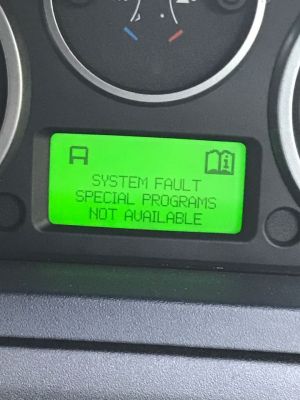 SYSTEM FAULT
SPECIAL PROGRAMS
NOT AVAILABLE